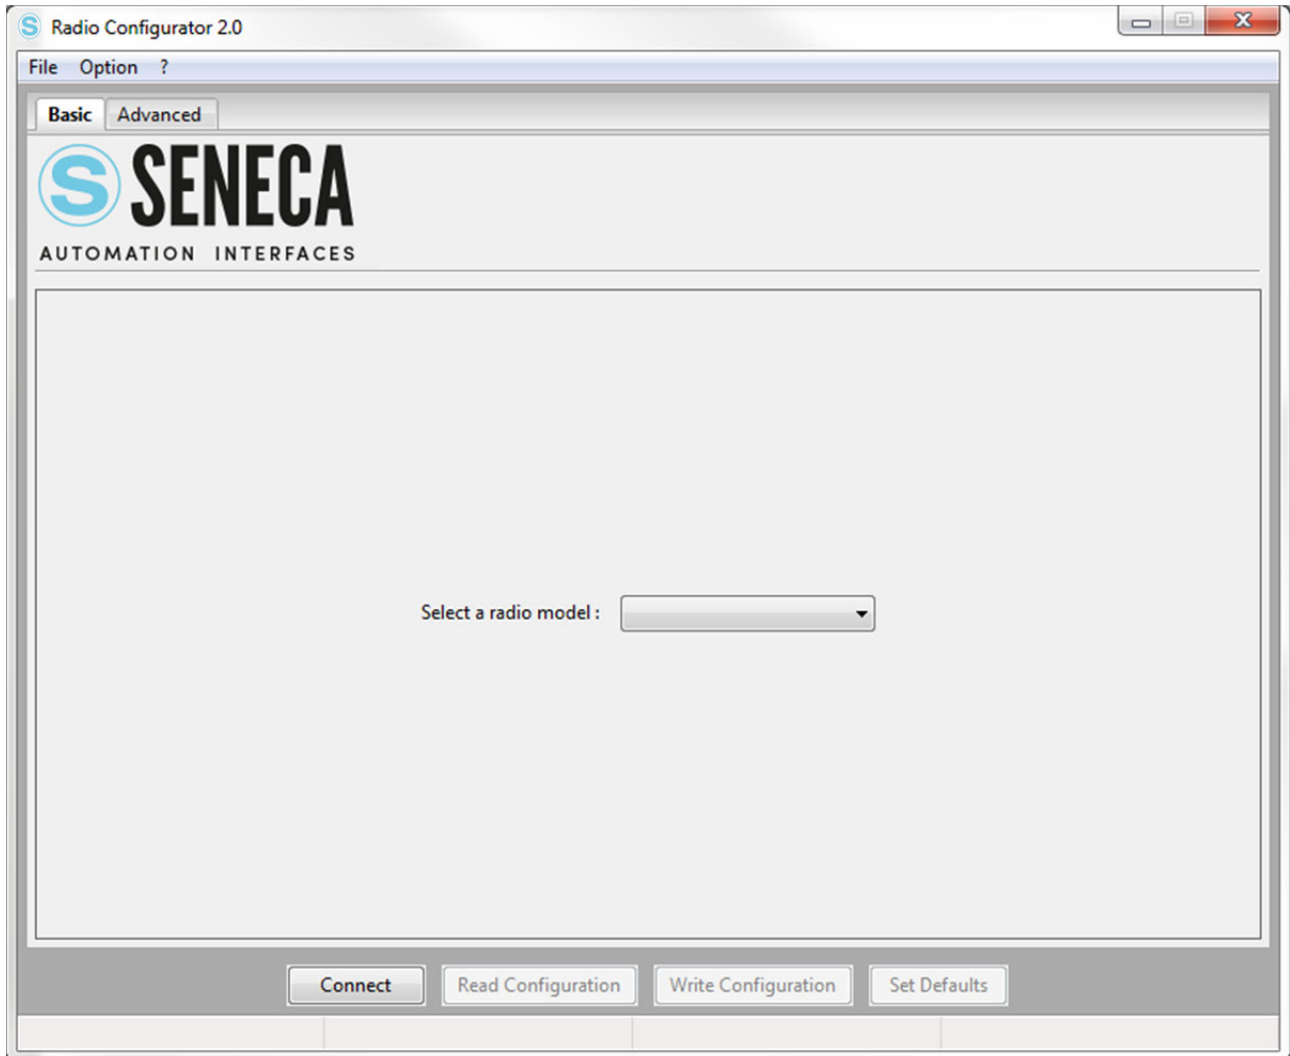 S Radio Configurator 2.0
File Option ?
Basic Advanced
S SENECA
AUTOMATION INTERFACES
Select a radio model :
Connect Read Configuration Write Configuration Set Defaults